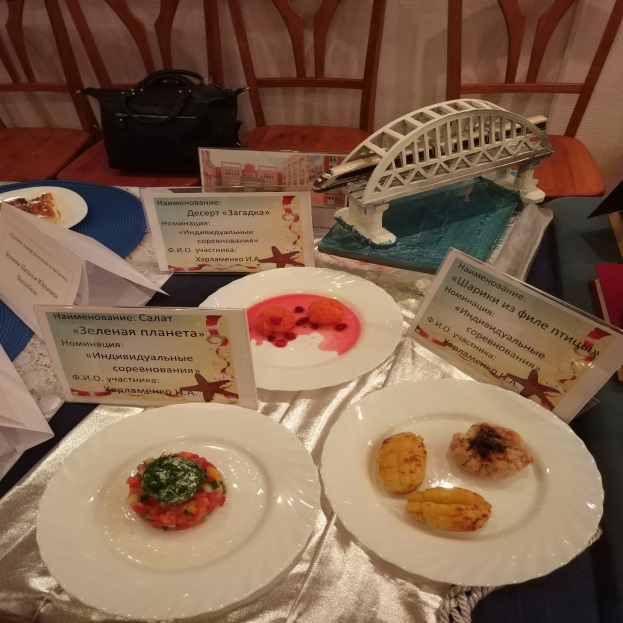 Наименование:
Десерт «Загадка»
Номинация:
«Индивидуальные
соревнования»
Ф.И.О. участника:
Харламенко И.А.
Наименование: Салат
«Зеленая планета»
Номинация:
«Индивидуальные
соревнования»
Ф.И.О. участника:
Харламенко И.А.
Наименование:
«Шарики из филе птицы»
Номинация:
«Индивидуальные
соревнования»
Ф.И.О. участника:
Харламенко И.А.